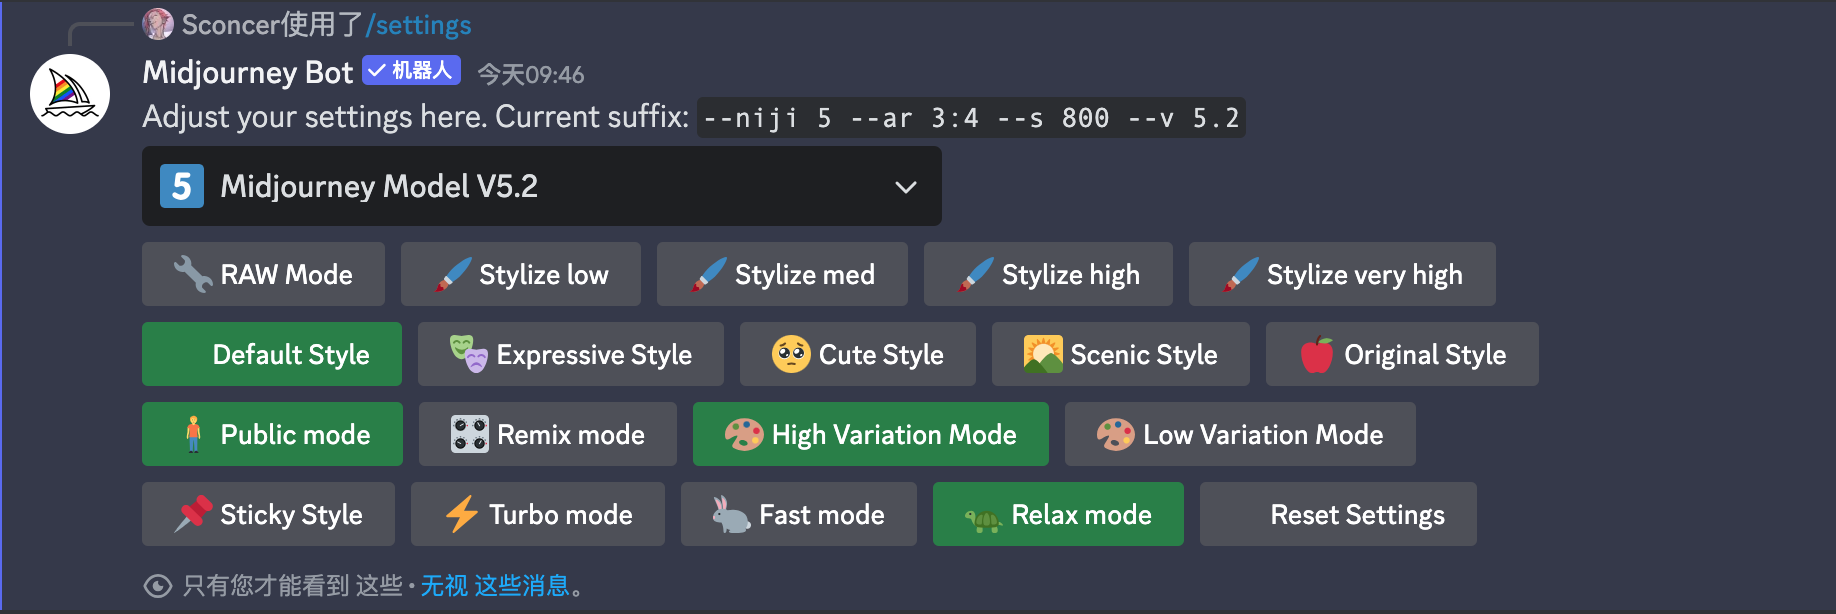 Sconcer使用了/settings
Midjourney Bot 机器人 今天09:46
Adjust your settings here. Current suffix: --niji 5 --ar 3:4 --s 800 --v 5.2
5 Midjourney Model V5.2
RAW Mode Stylize low Stylize med Stylize high Stylize very high
Default Style Expressive Style Cute Style Scenic Style Original Style
Public mode Remix mode High Variation Mode Low Variation Mode
Sticky Style Turbo mode Fast mode Relax mode Reset Settings
只有您才能看到 这些 • 无视 这些消息。